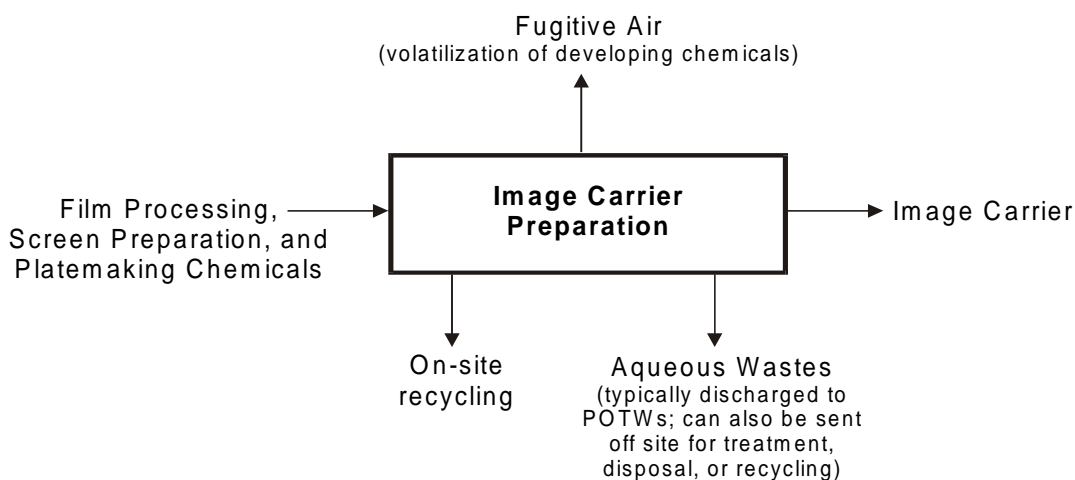 Fugitive Air
(volatilization of developing chemicals)
Image Carrier
Preparation
Film Processing,
Screen Preparation, and
Platemaking Chemicals
Image Carrier
On-site
recycling
Aqueous Wastes
(typically discharged to
POTWs; can also be sent
off site for treatment,
disposal, or recycling)